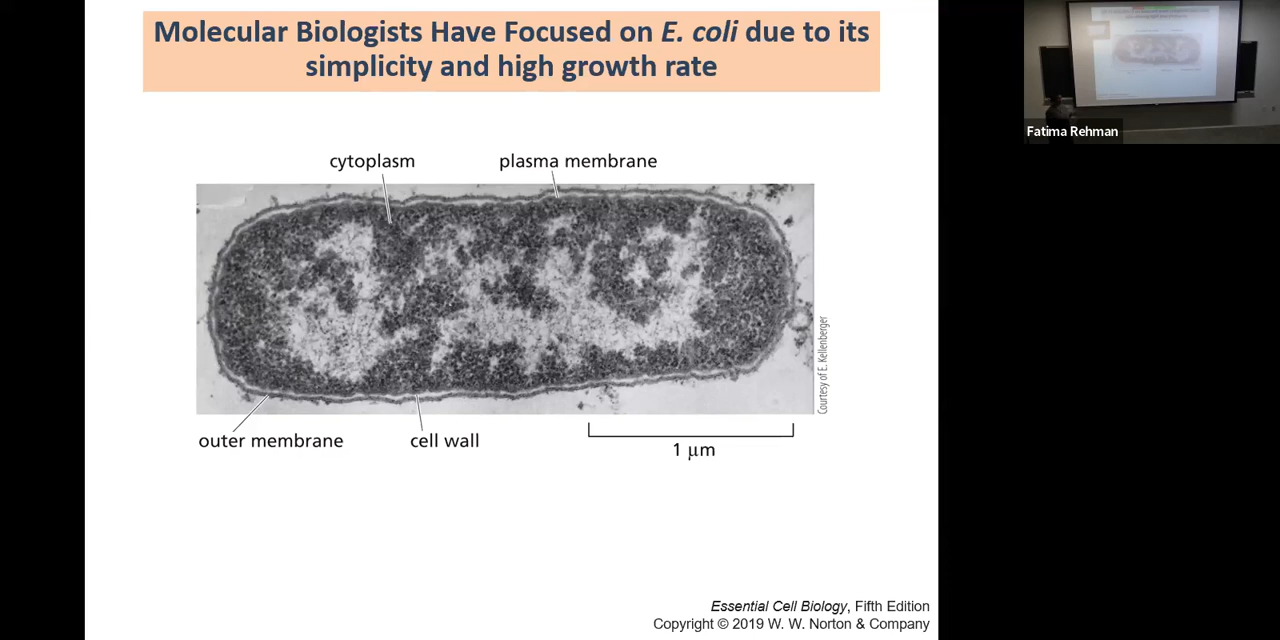 Molecular Biologists Have Focused on E. coli due to its
simplicity and high growth rate
cytoplasm
plasma membrane
outer membrane
cell wall
1 μm
Courtesy of E. Kellenberger
Essential Cell Biology, Fifth Edition
Copyright © 2019 W. W. Norton & Company
Fatima Rehman